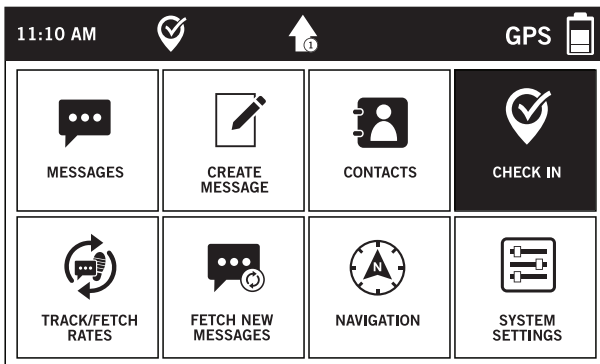 11:10 AM
1
GPS
MESSAGES
CREATE
MESSAGE
CONTACTS
CHECK IN
TRACK/FETCH
RATES
FETCH NEW
MESSAGES
N
NAVIGATION
SYSTEM
SETTINGS